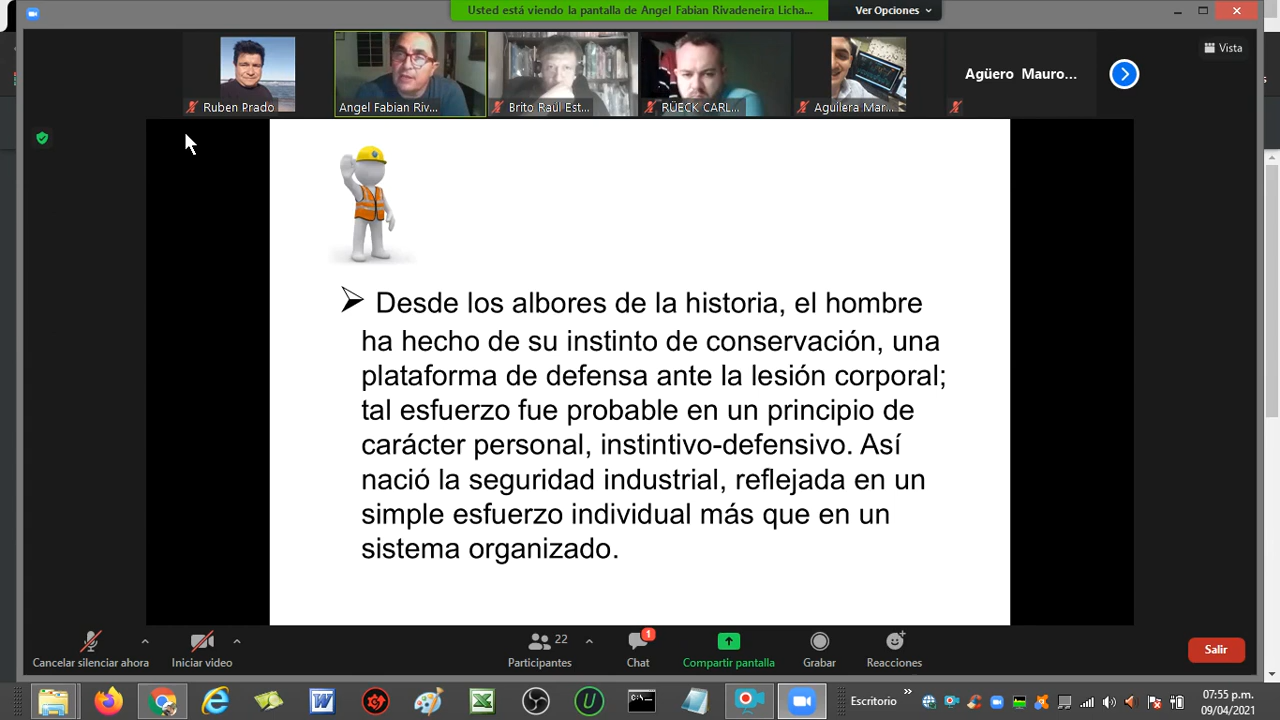 Usted está viendo la pantalla de Angel Fabian Rivadeneira Licha...
Ver Opciones
Vista
Ruben Prado
Angel Fabian Riv...
Brito Raul Est...
RÜECK CARL...
Aguilera Mar...
Agüero Mauro...
➢ Desde los albores de la historia, el hombre
ha hecho de su instinto de conservación, una
plataforma de defensa ante la lesión corporal;
tal esfuerzo fue probable en un principio de
carácter personal, instintivo-defensivo. Así
nació la seguridad industrial, reflejada en un
simple esfuerzo individual más que en un
sistema organizado.
Cancelar silenciar ahora
Iniciar video
22
Participantes
1
Chat
Compartir pantalla
Grabar
Reacciones
Salir
Escritorio
07:55 p.m.
09/04/2021